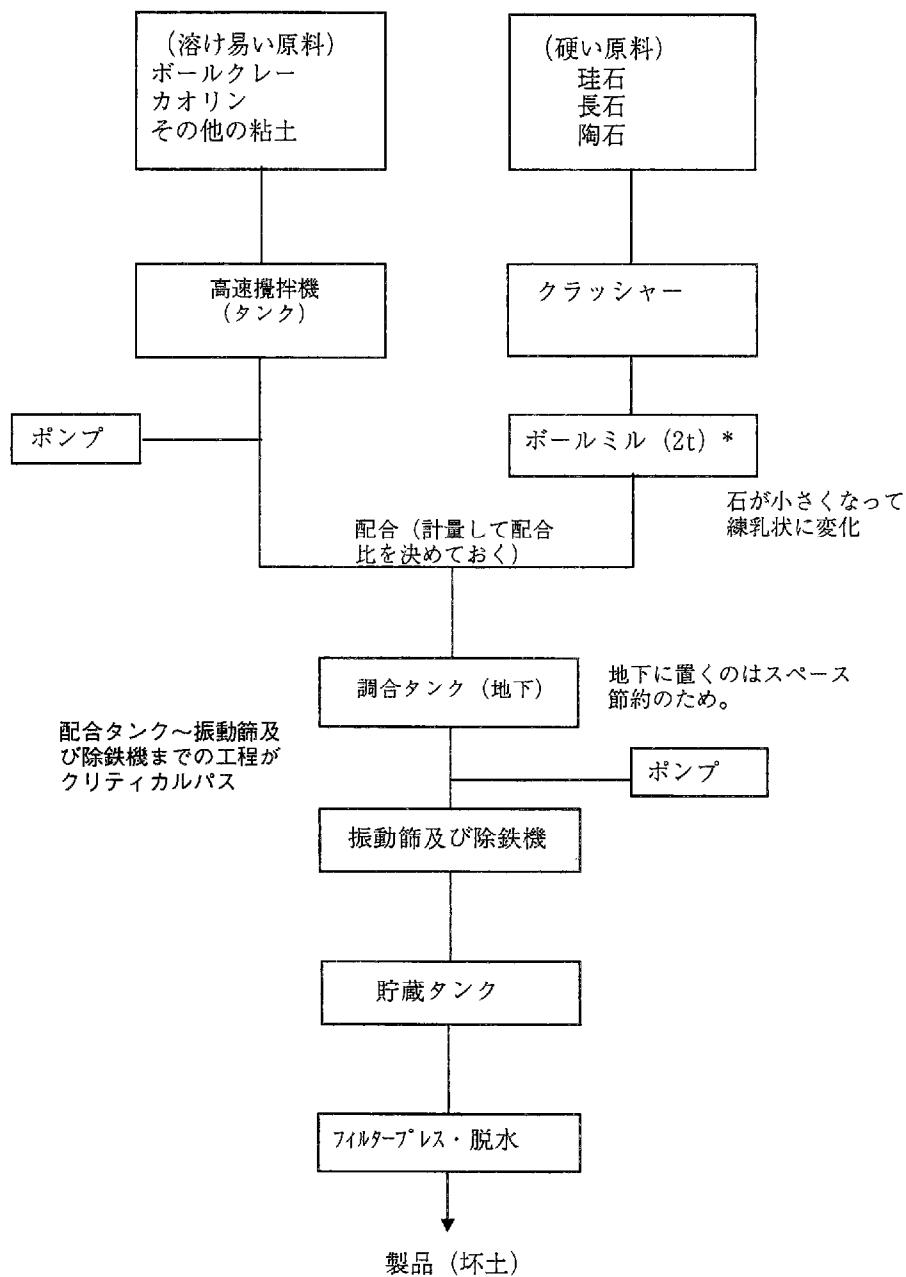 (溶け易い原料)
ボールクレー
カオリン
その他の粘土
(硬い原料)
珪石
長石
陶石
高速攪拌機
(タンク)
クラッシャー
ポンプ
ボールミル (2t) *
石が小さくなって
練乳状に変化
配合 (計量して配合
比を決めておく)
調合タンク (地下)
地下に置くのはスペース
節約のため。
配合タンク~振動篩及
び除鉄機までの工程が
クリティカルパス
ポンプ
振動篩及び除鉄機
貯蔵タンク
フィルタープレス・脱水
製品 (坏土)